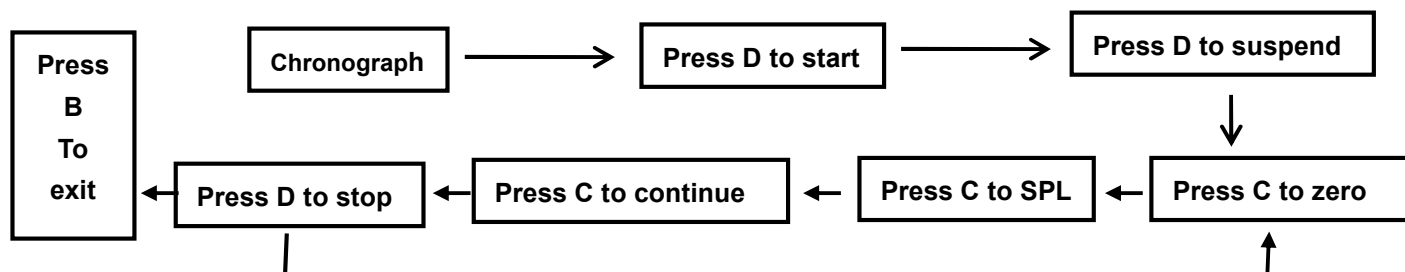 Chronograph
Press D to start
Press D to suspend
Press C to zero
Press C to SPL
Press C to continue
Press D to stop
Press
B
To
exit